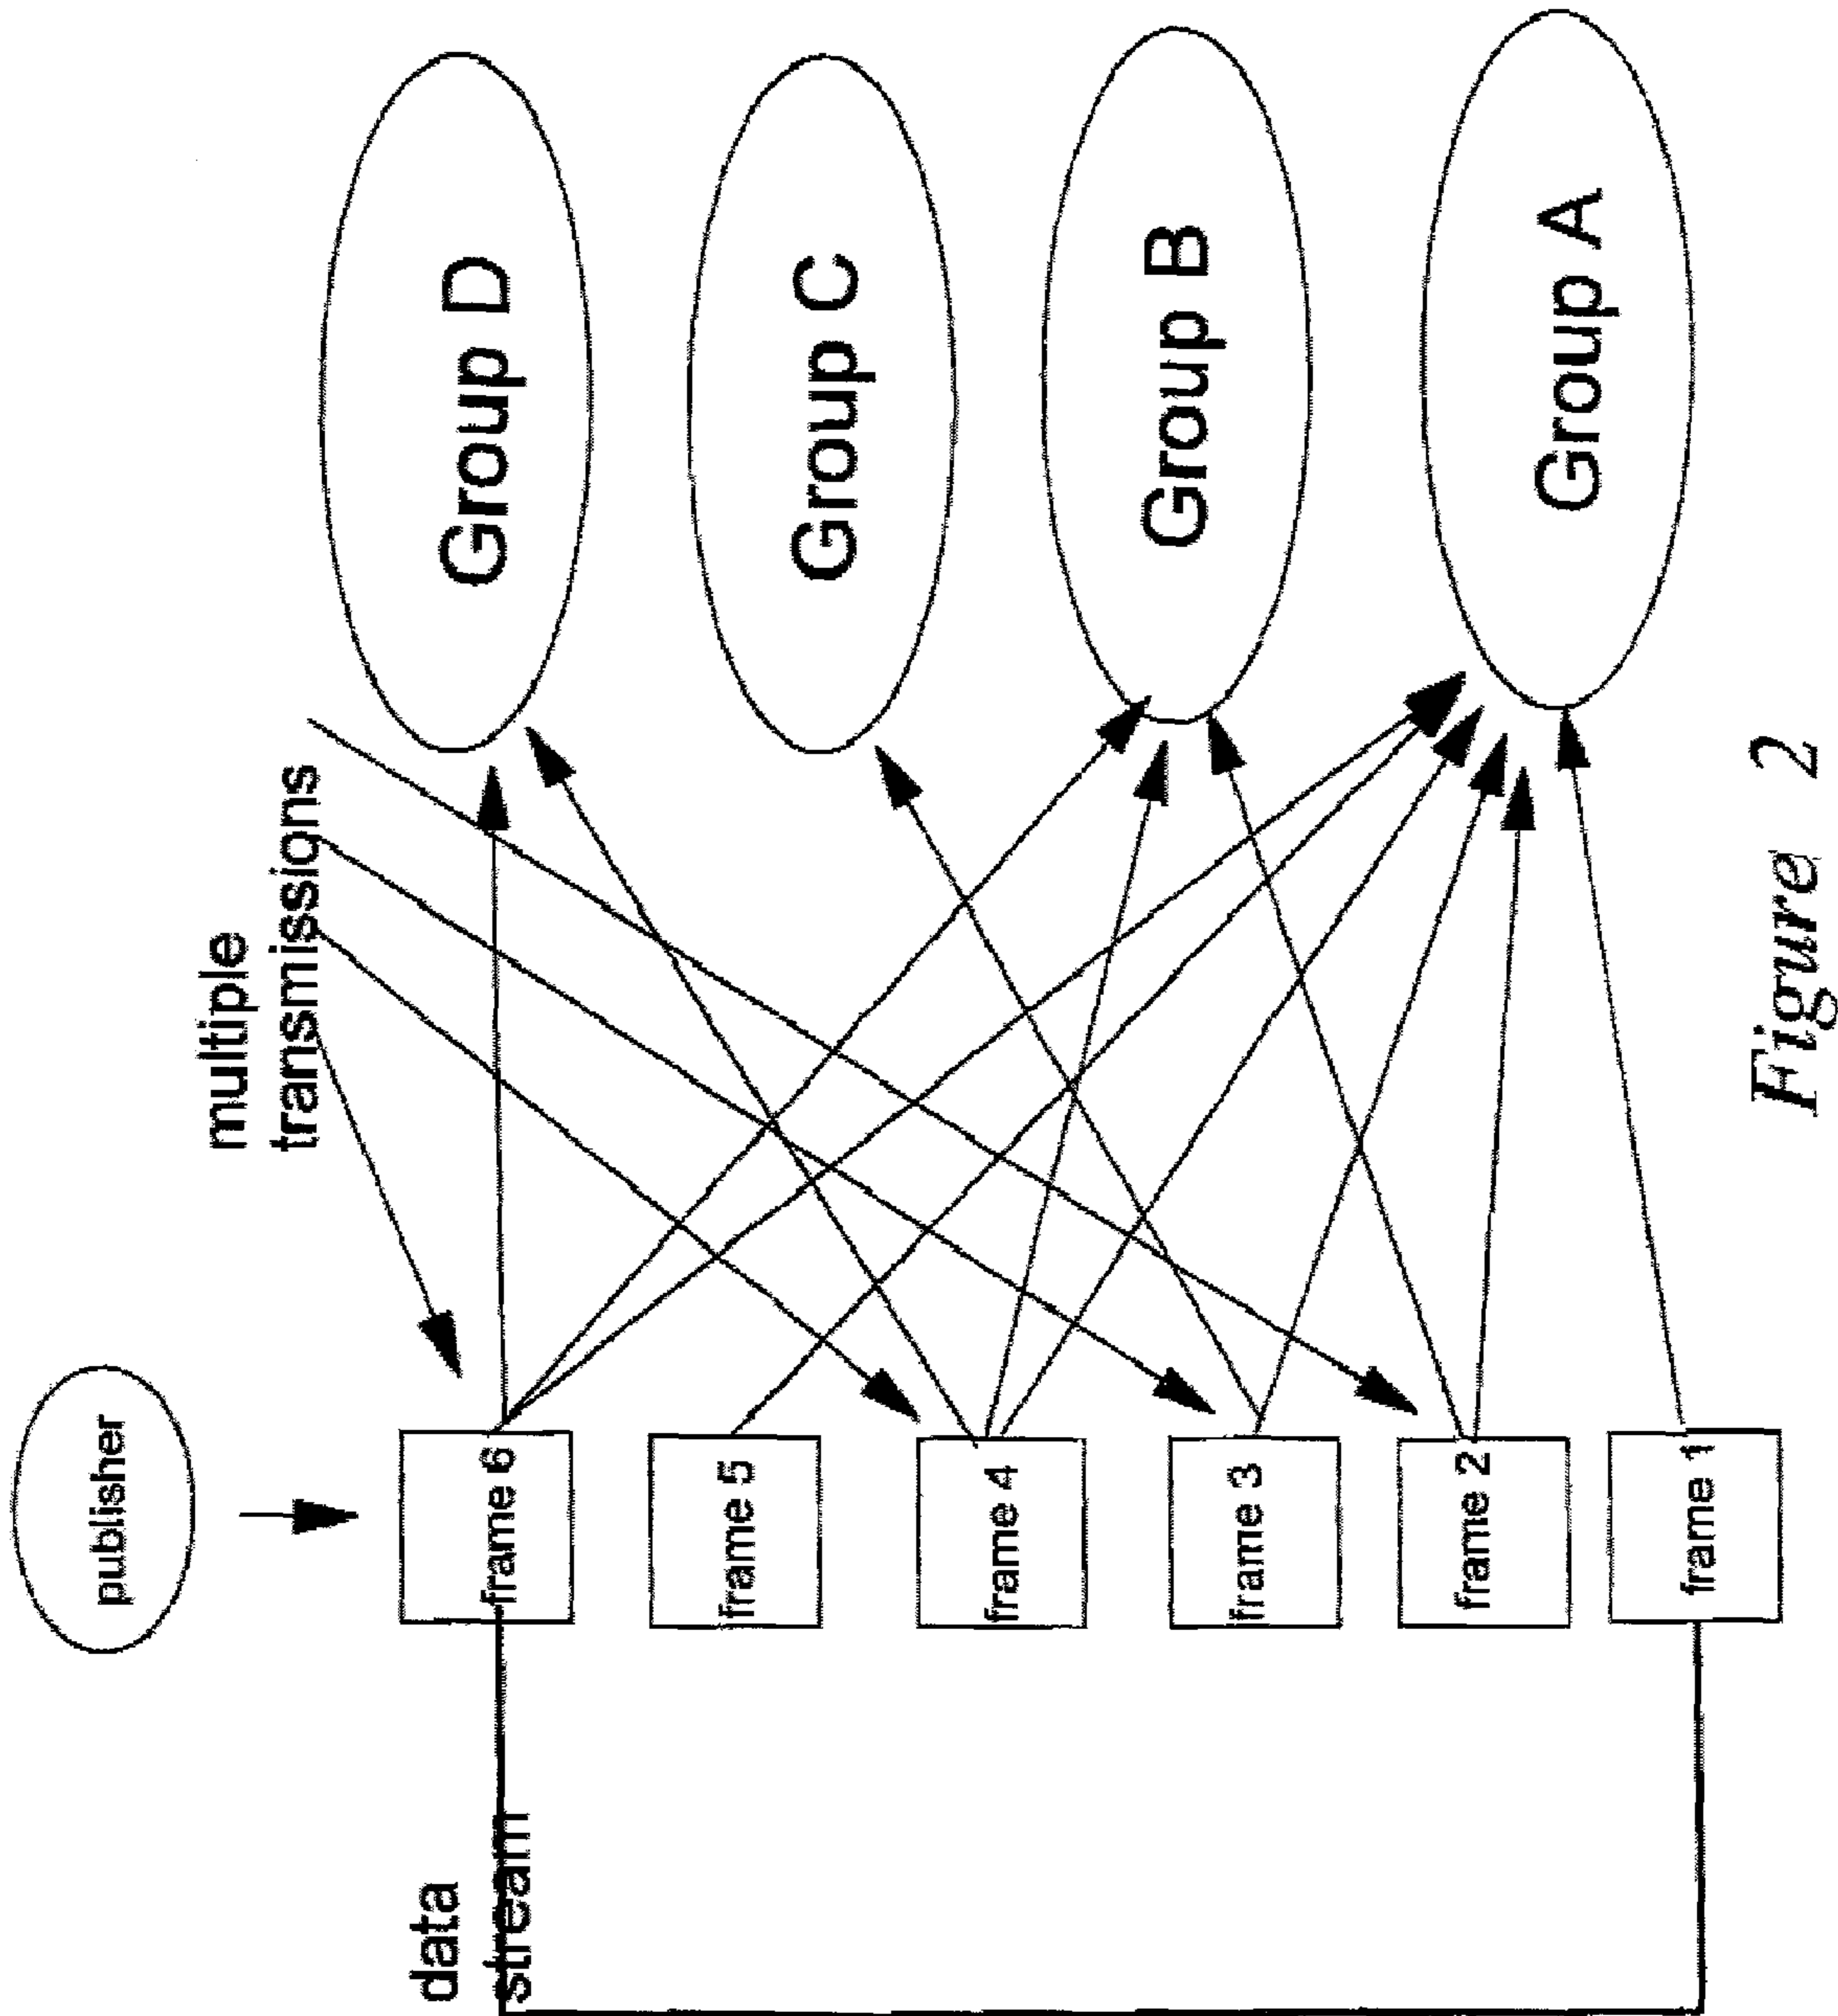 publisher
multiple
transmissions
data
stream
frame 6
frame 5
frame 4
frame 3
frame 2
frame 1
Group D
Group C
Group B
Group A
Figure 2